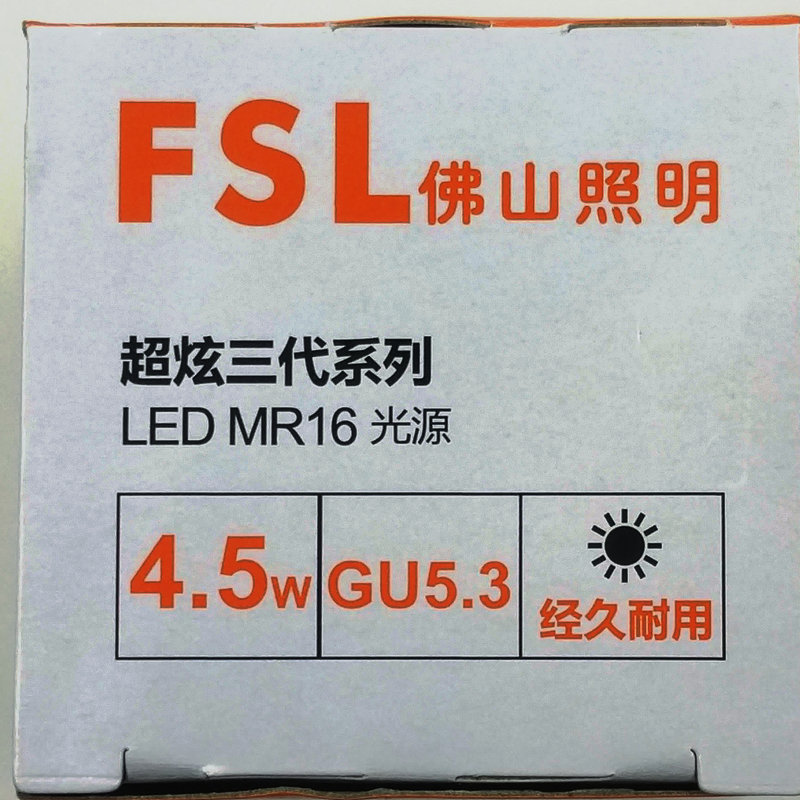 FSL佛山照明
超炫三代系列
LED MR16 光源
4.5W GU5.3
经久耐用